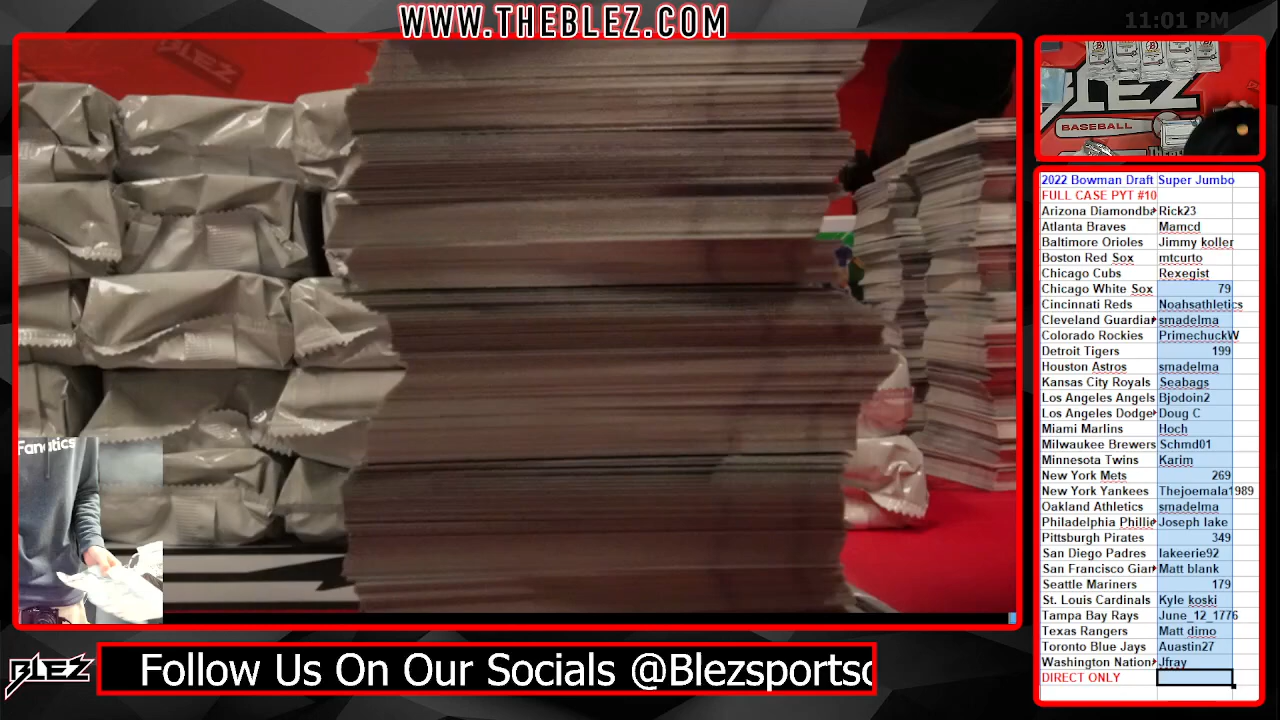 WWW.THEBLEZ.COM
11:01 PM
BLEZ
BLEZ
BASEBALL
2022 Bowman Draft Super Jumbo
FULL CASE PYT #10
Arizona Diamondba Rick23
Atlanta Braves Mamcd
Baltimore Orioles Jimmy koller
Boston Red Sox mtcurto
Chicago Cubs Rexegist
Chicago White Sox 79
Cincinnati Reds Noahsathletics
Cleveland Guardian smadelma
Colorado Rockies PrimechuckW
Detroit Tigers 199
Houston Astros smadelma
Kansas City Royals Seabags
Los Angeles Angels Bjodoin2
Los Angeles Dodge Doug C
Miami Marlins Hoch
Milwaukee Brewers Schmd01
Minnesota Twins Karim
New York Mets 269
New York Yankees Thejoemala1989
Oakland Athletics smadelma
Philadelphia Phillie Joseph lake
Pittsburgh Pirates 349
San Diego Padres lakeerie92
San Francisco Gian Matt blank
Seattle Mariners 179
St. Louis Cardinals Kyle koski
Tampa Bay Rays June_12_1776
Texas Rangers Matt dimo
Toronto Blue Jays Auastin27
Washington Nation Jfray
DIRECT ONLY
Fanatics
BLEZ
Follow Us On Our Socials @Blezsportsc